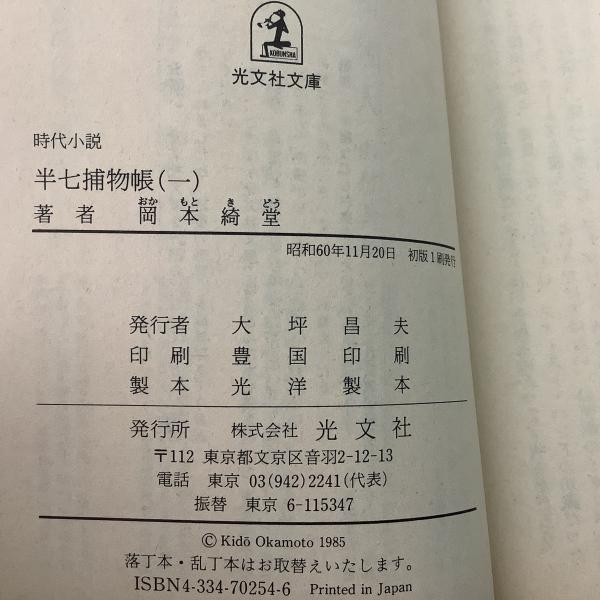 KOBUNSHA
光文社文庫
時代小説
半七捕物帳(一)
おか もと き どう
著者 岡本綺堂
昭和60年11月20日 初版1刷発行
発行者 大坪昌夫
印刷 豊国印刷
製本 光洋製本
発行所 株式会社 光文社
〒112 東京都文京区音羽2-12-13
電話 東京 03(942)2241(代表)
振替 東京 6-115347
© Kidō Okamoto 1985
落丁本・乱丁本はお取替えいたします。
ISBN4-334-70254-6 Printed in Japan